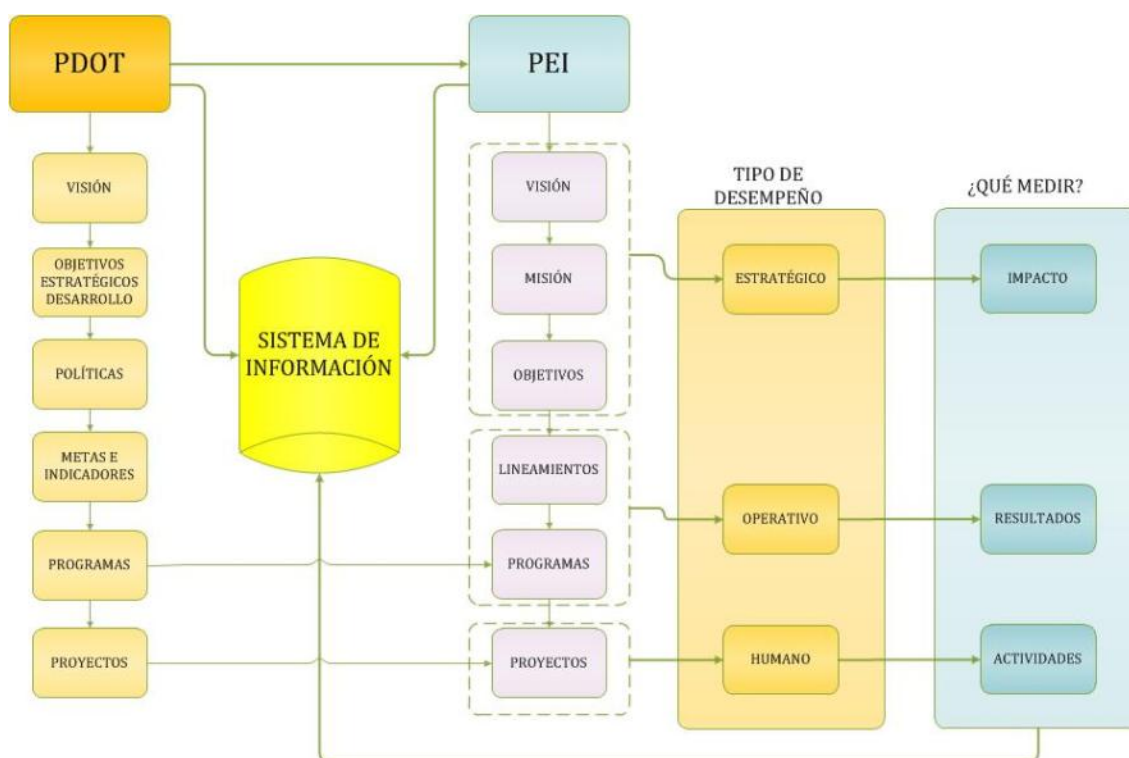 PDOT
PEI
VISIÓN
OBJETIVOS
ESTRATÉGICOS
DESARROLLO
POLÍTICAS
METAS E
INDICADORES
PROGRAMAS
PROYECTOS
SISTEMA DE
INFORMACIÓN
VISIÓN
MISIÓN
OBJETIVOS
LINEAMIENTOS
PROGRAMAS
PROYECTOS
TIPO DE
DESEMPEÑO
ESTRATÉGICO
OPERATIVO
HUMANO
¿QUÉ MEDIR?
IMPACTO
RESULTADOS
ACTIVIDADES